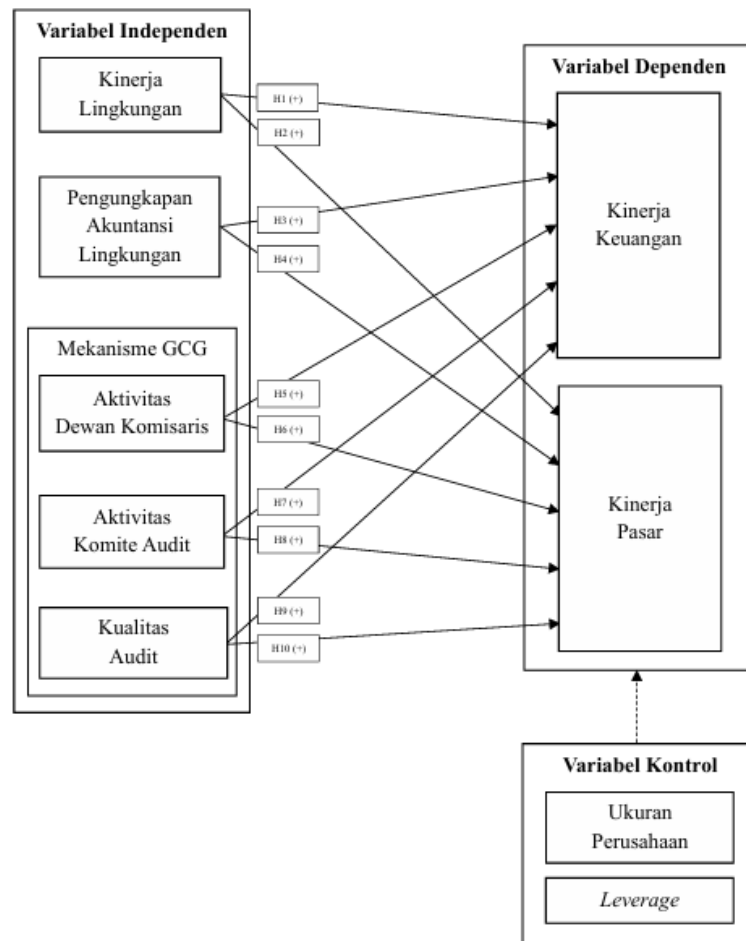 Variabel Independen
Kinerja
Lingkungan
Pengungkapan
Akuntansi
Lingkungan
Mekanisme GCG
Aktivitas
Dewan Komisaris
Aktivitas
Komite Audit
Kualitas
Audit
H1 (+)
H2 (+)
H3 (+)
H4 (+)
H5 (+)
H6 (+)
H7 (+)
H8 (+)
H9 (+)
H10 (+)
Variabel Dependen
Kinerja
Keuangan
Kinerja
Pasar
Variabel Kontrol
Ukuran
Perusahaan
Leverage